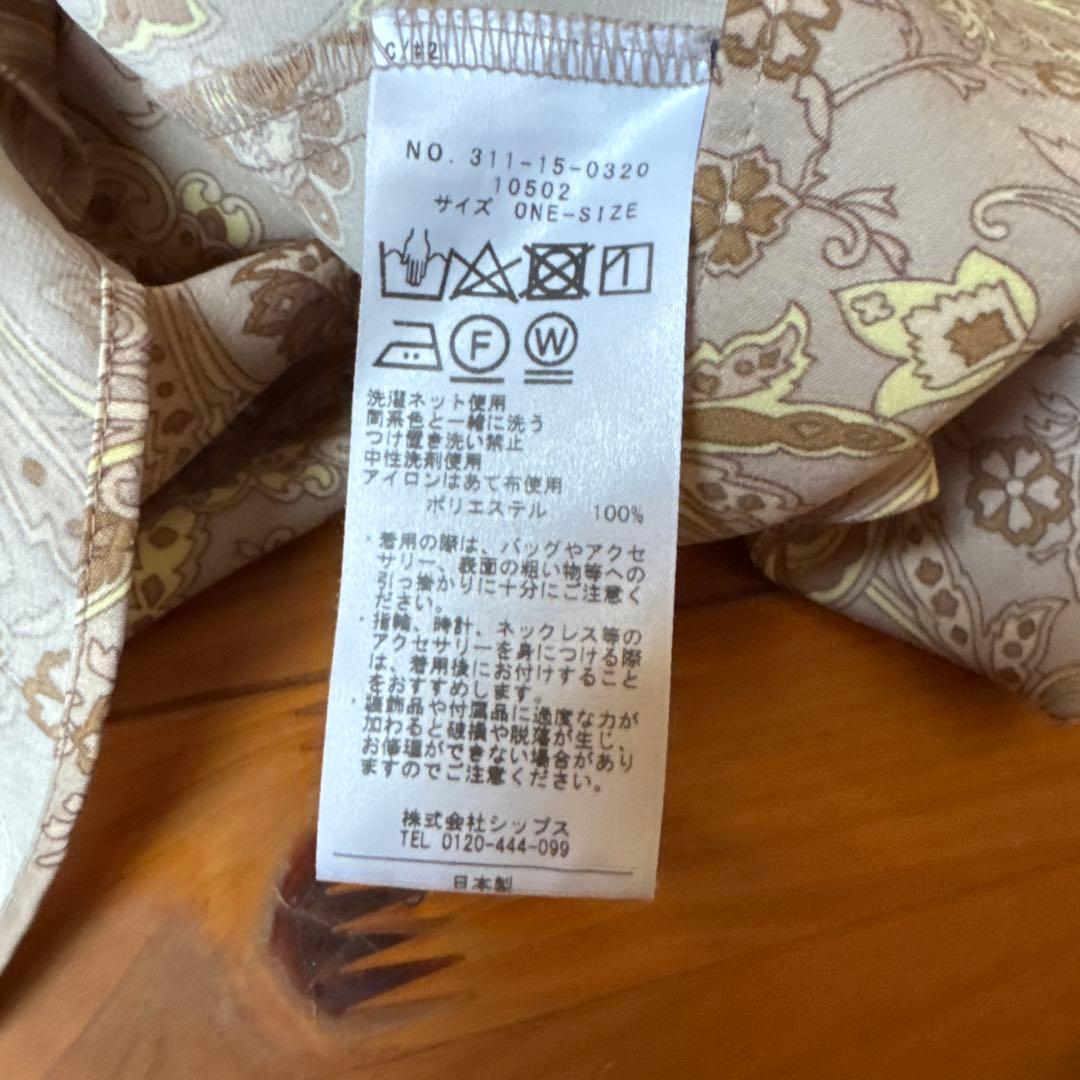 C/#2
NO. 311-15-0320
10502
サイズ ONE-SIZE
F W
洗濯ネット使用
同系色と一緒に洗う
つけ置き洗い禁止
中性洗剤使用
アイロンはあて布使用
ポリエステル 100%
・着用の際は、バッグやアクセ
サリー、表面の粗い物等への
引っ掛かりに十分にご注意く
ださい。
・指輪、時計、ネックレス等の
アクセサリーを身につける際
は、着用後にお付けすること
をおすすめします。
・装飾品や付属品に過度な力が
加わると破損や脱落が生じ、
お修理ができない場合があり
ますのでご注意ください。
株式会社シップス
TEL 0120-444-099
日本製